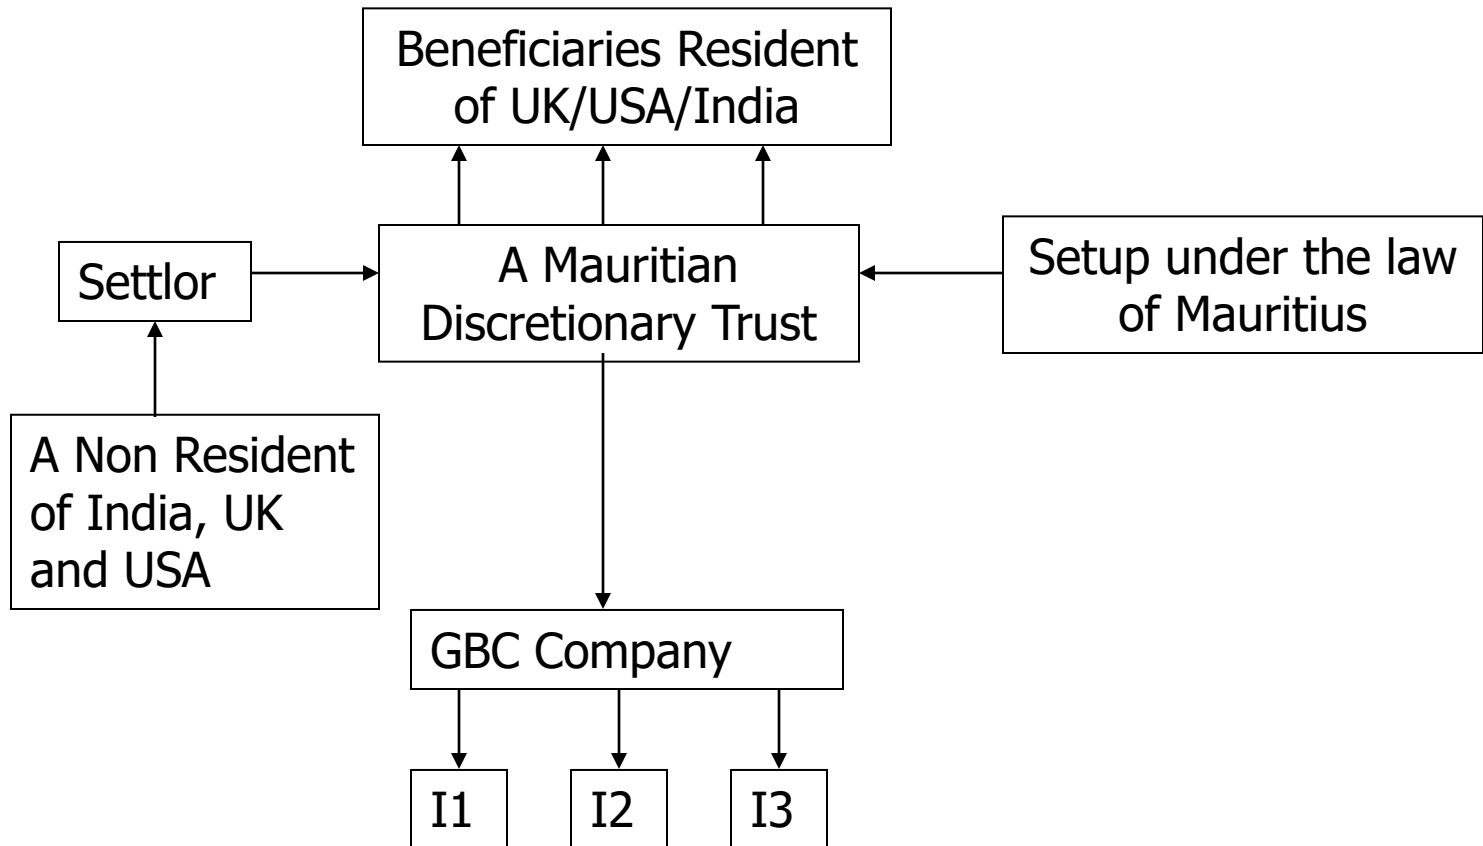 Beneficiaries Resident
of UK/USA/India
Settlor
A Mauritian
Discretionary Trust
Setup under the law
of Mauritius
A Non Resident
of India, UK
and USA
GBC Company
I1
I2
I3